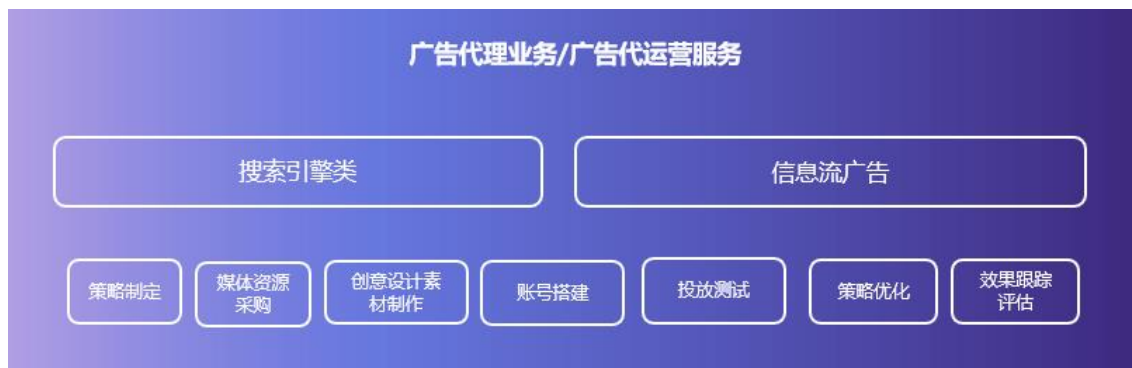 广告代理业务/广告代运营服务
搜索引擎类
信息流广告
策略制定
媒体资源
采购
创意设计素
材制作
账号搭建
投放测试
策略优化
效果跟踪
评估